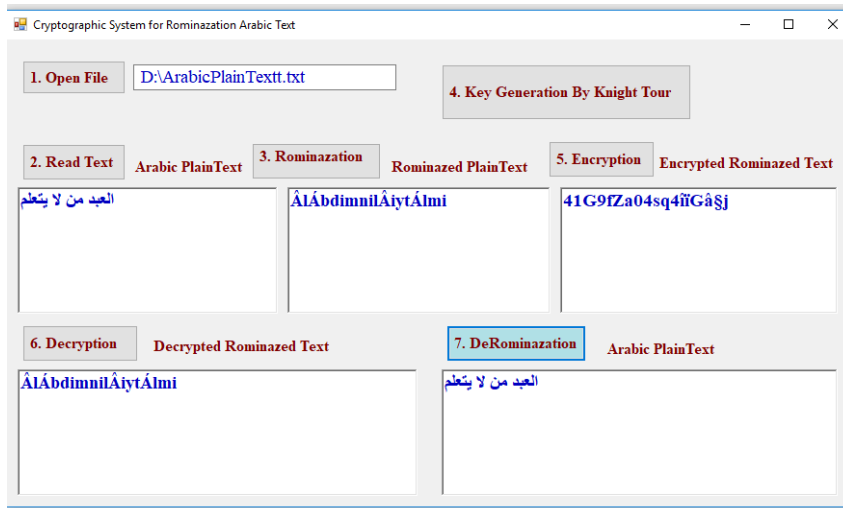 Cryptographic System for Rominazation Arabic Text
1. Open File D:\ArabicPlainTextt.txt
4. Key Generation By Knight Tour
2. Read Text Arabic PlainText 3. Rominazation Rominazed PlainText 5. Encryption Encrypted Rominazed Text
العبد من لا يتعلم
ÂlÁbdimnilÂiytÁlmi
41G9fZa04sq4îïGâ§j
6. Decryption Decrypted Rominazed Text
7. DeRominazation Arabic PlainText
ÂlÁbdimnilÂiytÁlmi
العبد من لا يتعلم